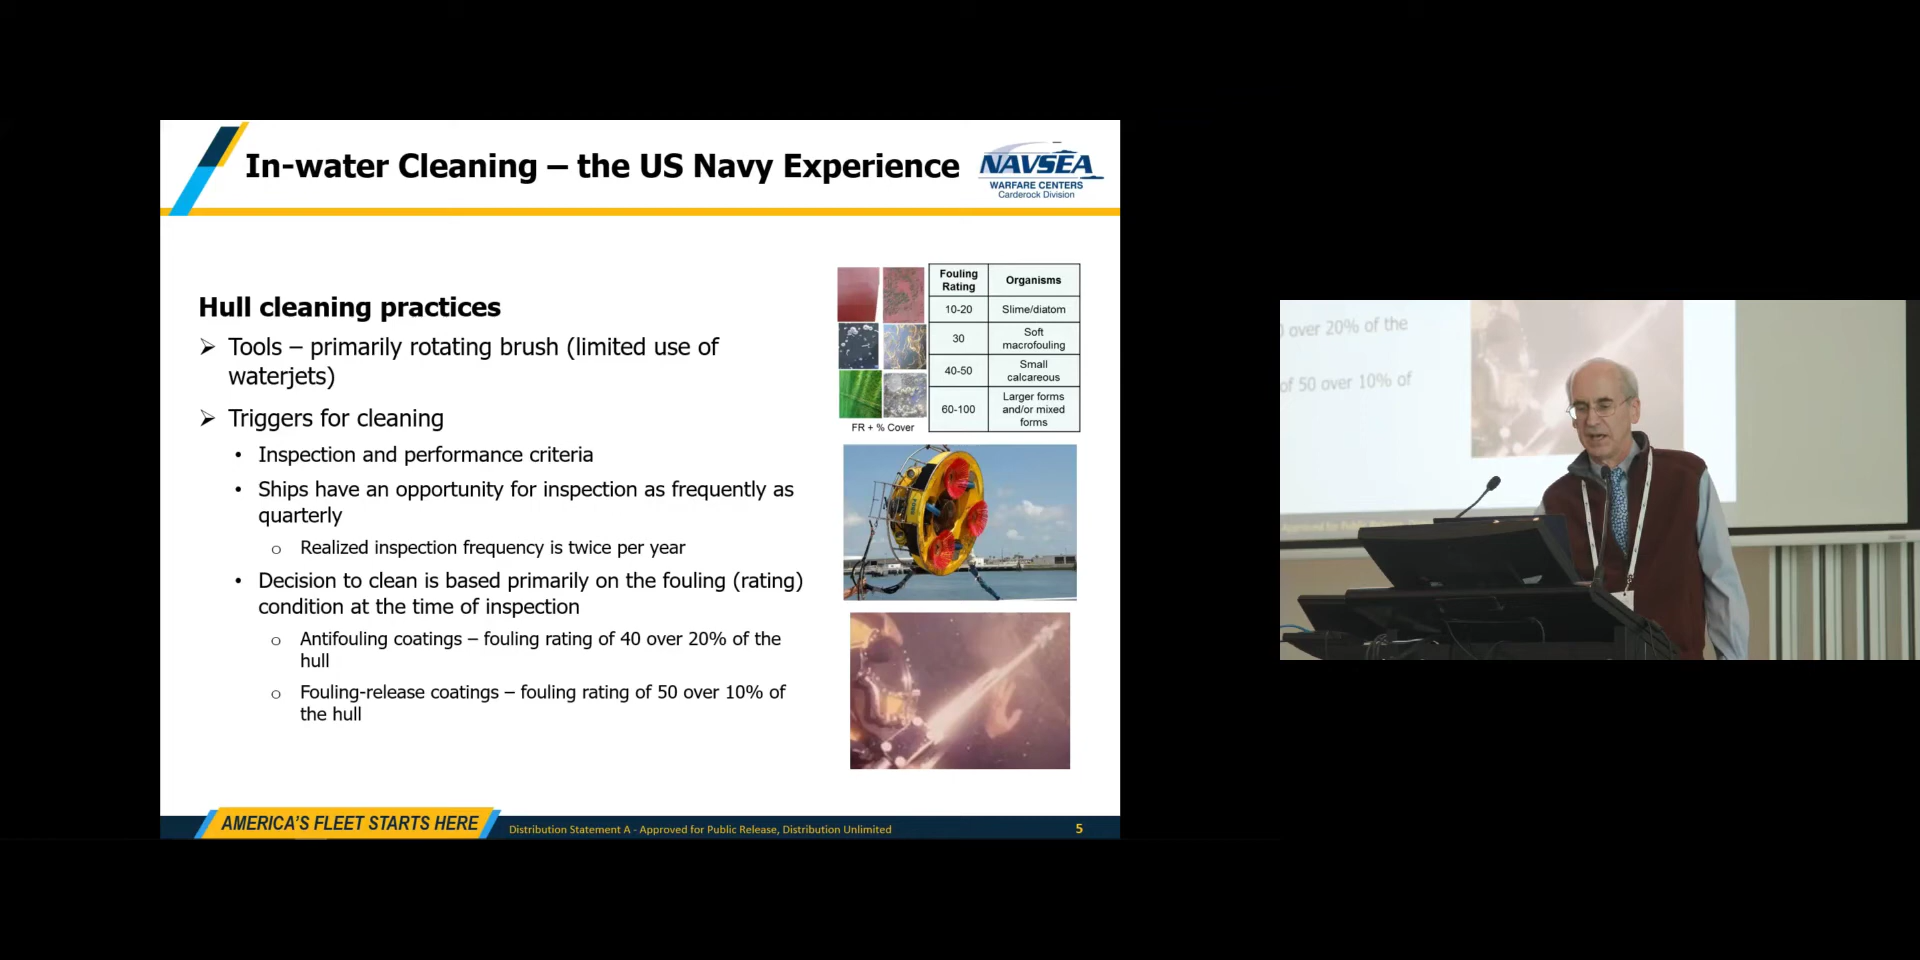 In-water Cleaning – the US Navy Experience
NAVSEA
WARFARE CENTERS
Carderock Division
Hull cleaning practices
➢ Tools – primarily rotating brush (limited use of
waterjets)
➢ Triggers for cleaning
• Inspection and performance criteria
• Ships have an opportunity for inspection as frequently as
quarterly
o Realized inspection frequency is twice per year
• Decision to clean is based primarily on the fouling (rating)
condition at the time of inspection
o Antifouling coatings – fouling rating of 40 over 20% of the
hull
o Fouling-release coatings – fouling rating of 50 over 10% of
the hull
Fouling
Rating
Organisms
10-20
Slime/diatom
30
Soft
macrofouling
40-50
Small
calcareous
60-100
Larger forms
and/or mixed
forms
FR + % Cover
AMERICA'S FLEET STARTS HERE
Distribution Statement A - Approved for Public Release, Distribution Unlimited
5
over 20% of the
of 50 over 10% of